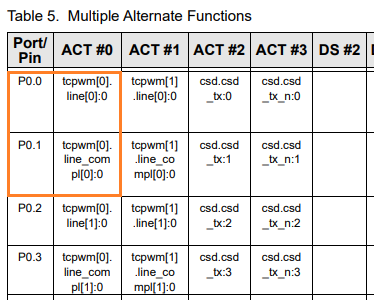 Table 5.  Multiple Alternate Functions
Port/
Pin
ACT #0
ACT #1
ACT #2
ACT #3
DS #2
P0.0
tcpwm[0].
line[0]:0
tcpwm[1]
.line[0]:0
csd.csd
_tx:0
csd.csd
_tx_n:0
P0.1
tcpwm[0].
line_com
pl[0]:0
tcpwm[1]
.line_co
mpl[0]:0
csd.csd
_tx:1
csd.csd
_tx_n:1
P0.2
tcpwm[0].
line[1]:0
tcpwm[1]
.line[1]:0
csd.csd
_tx:2
csd.csd
_tx_n:2
P0.3
tcpwm[0].
line_com
pl[1]:0
tcpwm[1]
.line_co
mpl[1]:0
csd.csd
_tx:3
csd.csd
_tx_n:3